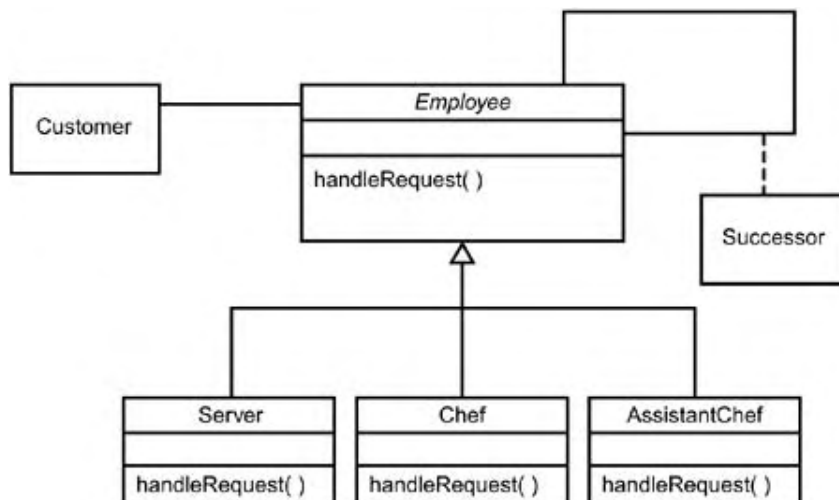 Employee
Customer
handleRequest( )
Successor
Server
Chef
AssistantChef
handleRequest( )
handleRequest( )
handleRequest( )